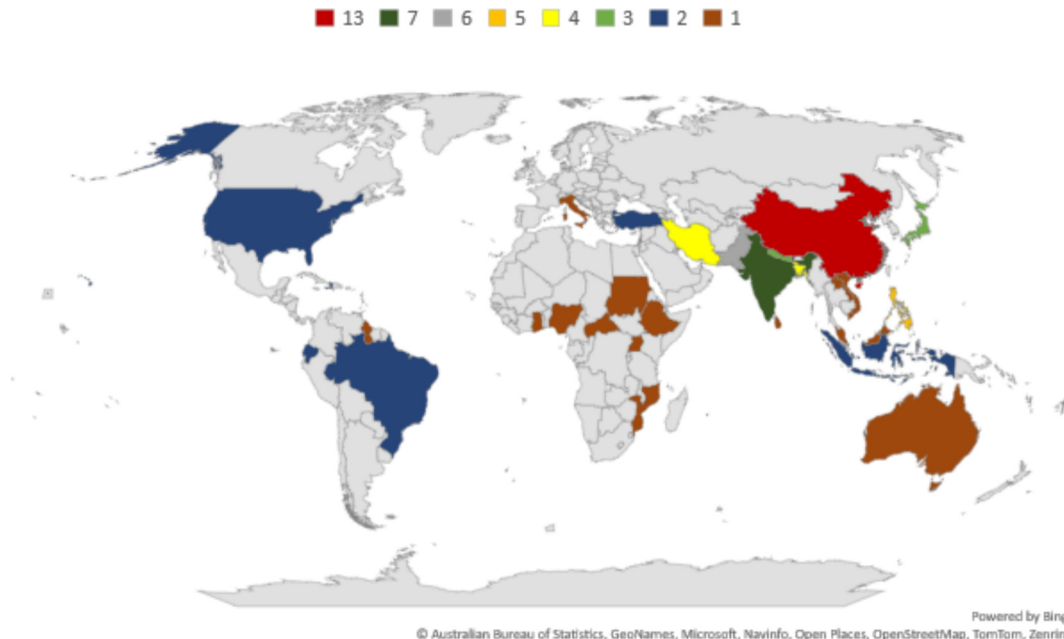 13 7 6 5 4 3 2 1
Powered by Bing
© Australian Bureau of Statistics, GeoNames, Microsoft, Navinfo, Open Places, OpenStreetMap, TomTom,